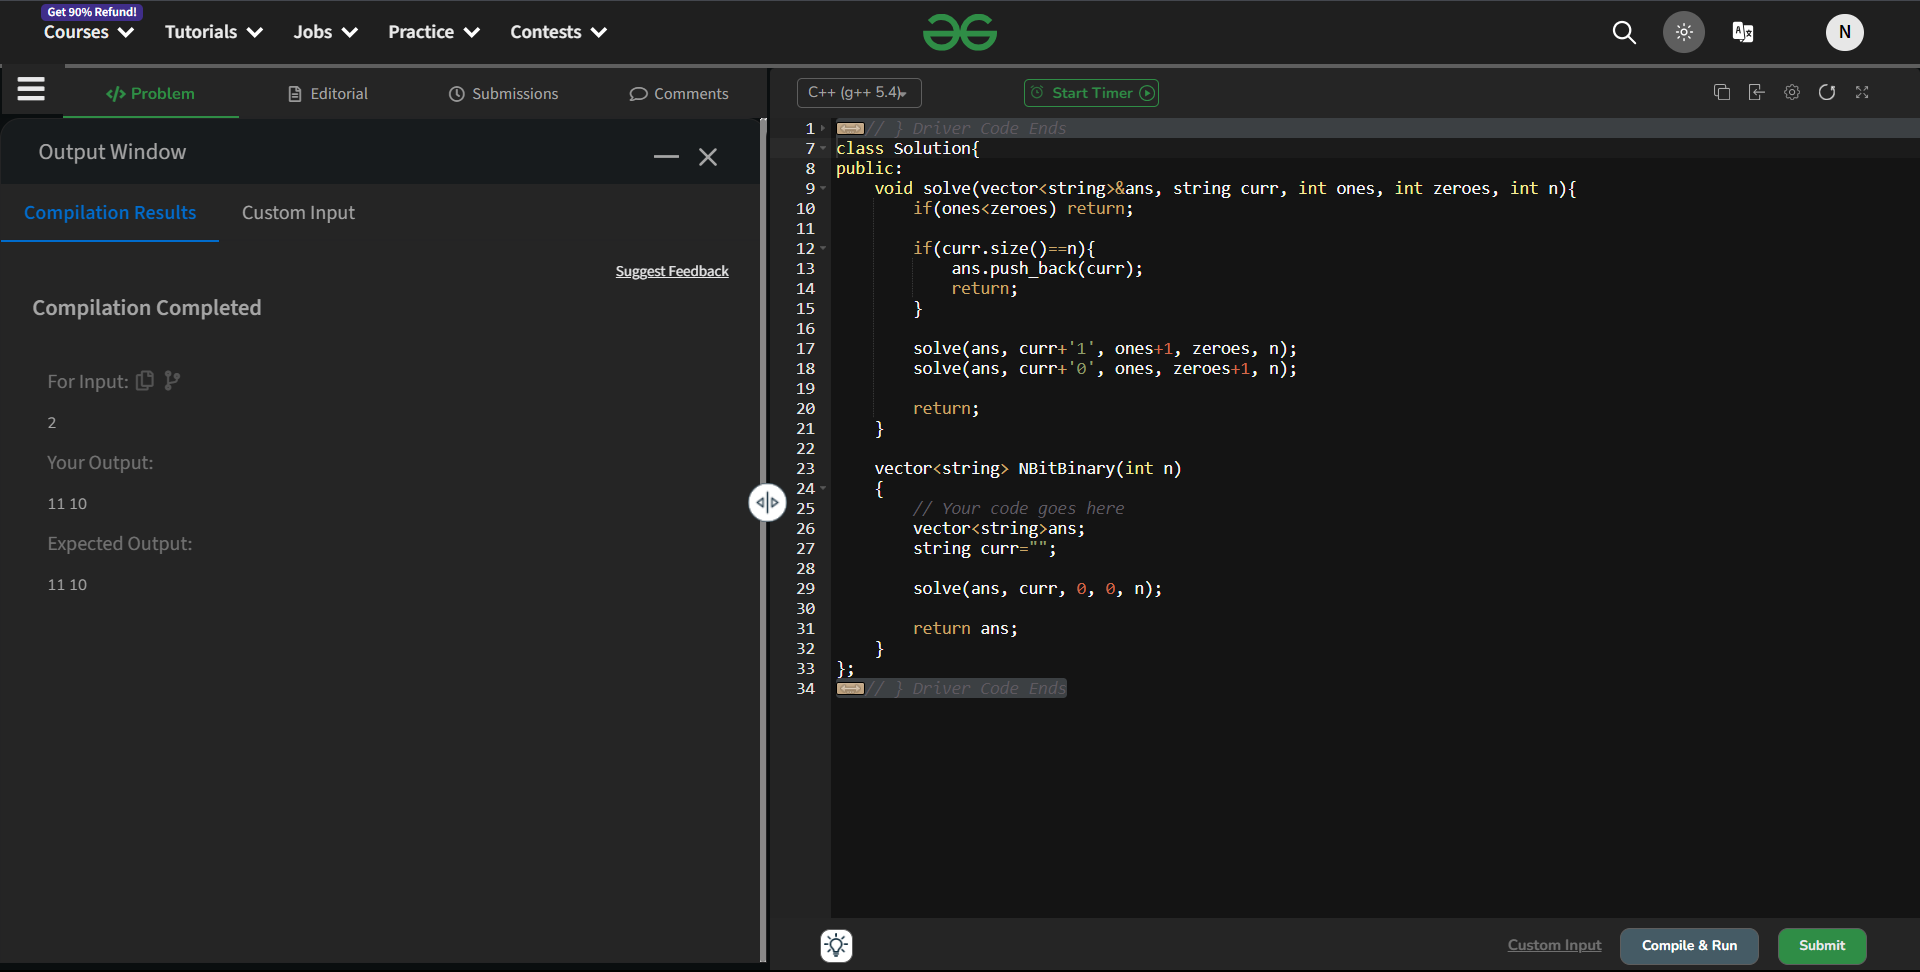 Get 90% Refund!
Courses Tutorials Jobs Practice Contests
N
Problem Editorial Submissions Comments
Output Window
Compilation Results Custom Input
Suggest Feedback
Compilation Completed
For Input:
2
Your Output:
11 10
Expected Output:
11 10
C++ (g++ 5.4) Start Timer
1 // } Driver Code Ends
7 class Solution{
8 public:
9     void solve(vector<string>&ans, string curr, int ones, int zeroes, int n){
10         if(ones<zeroes) return;
11
12         if(curr.size()==n){
13             ans.push_back(curr);
14             return;
15         }
16
17         solve(ans, curr+'1', ones+1, zeroes, n);
18         solve(ans, curr+'0', ones, zeroes+1, n);
19
20         return;
21     }
22
23     vector<string> NBitBinary(int n)
24     {
25         // Your code goes here
26         vector<string>ans;
27         string curr="";
28
29         solve(ans, curr, 0, 0, n);
30
31         return ans;
32     }
33 };
34 // } Driver Code Ends
Custom Input Compile & Run Submit